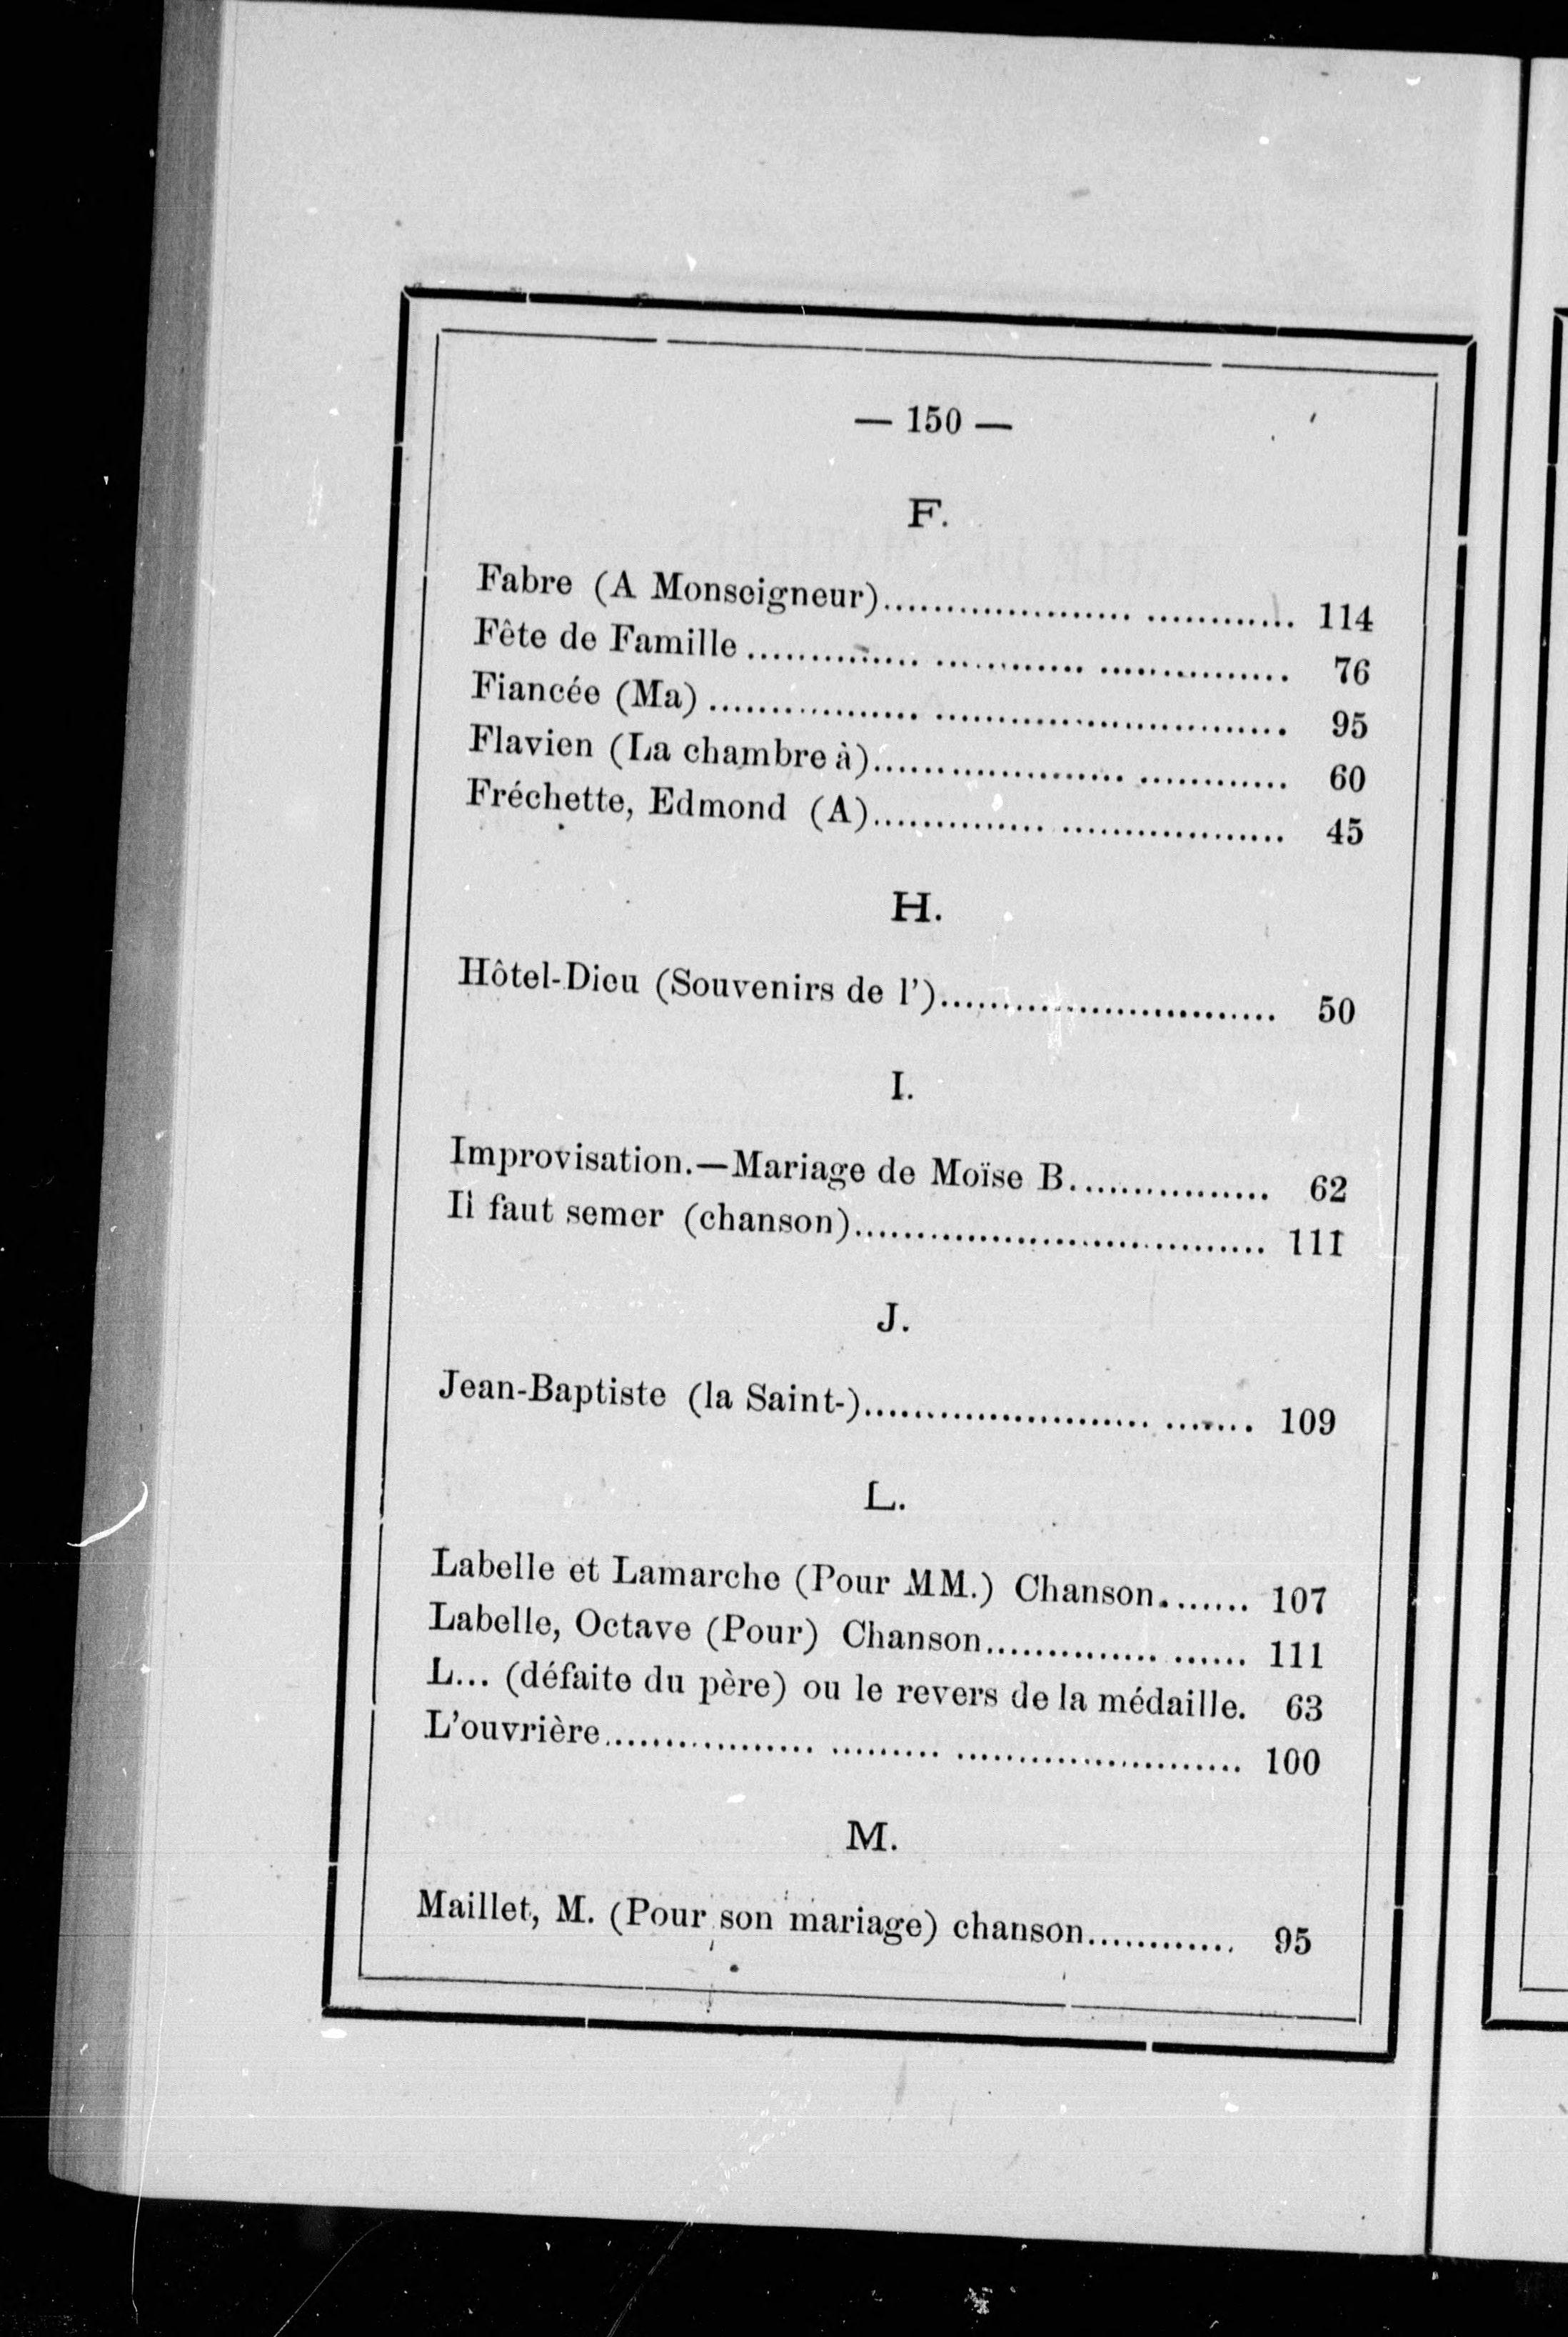 — 150 —
F.
Fabre (A Monseigneur)................................ 114
Fête de Famille .......................................... 76
Fiancée (Ma) ............................................. 95
Flavien (La chambre à)................................ 60
Fréchette, Edmond (A)................................ 45
H.
Hôtel-Dieu (Souvenirs de l')........................... 50
I.
Improvisation.—Mariage de Moïse B................ 62
Il faut semer (chanson)................................. 111
J.
Jean-Baptiste (la Saint-).............................. 109
L.
Labelle et Lamarche (Pour MM.) Chanson........ 107
Labelle, Octave (Pour) Chanson..................... 111
L... (défaite du père) ou le revers de la médaille. 63
L'ouvrière................................................. 100
M.
Maillet, M. (Pour son mariage) chanson............ 95